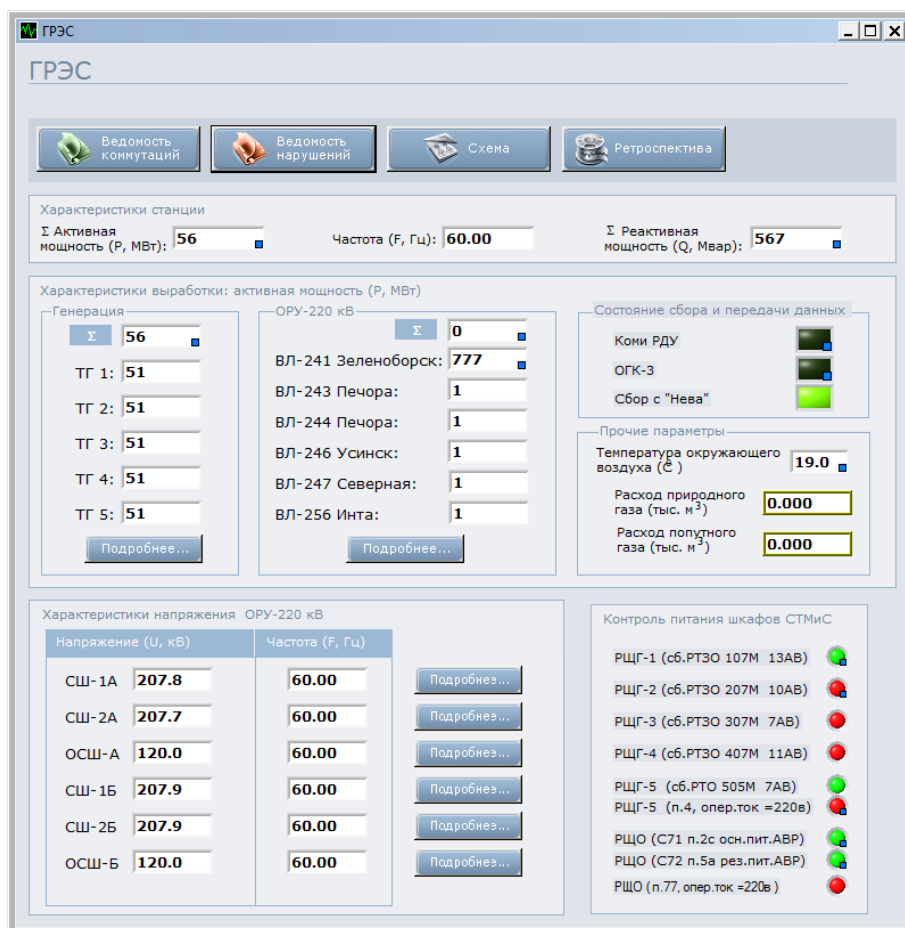 ГРЭС
ГРЭС
Ведомость
коммутаций
Ведомость
нарушений
Схема
Ретроспектива
Характеристики станции
Σ Активная
мощность (P, МВт): 56
Частота (F, Гц): 60.00
Σ Реактивная
мощность (Q, Мвар): 567
Характеристики выработки: активная мощность (P, МВт)
Генерация
Σ 56
ТГ 1: 51
ТГ 2: 51
ТГ 3: 51
ТГ 4: 51
ТГ 5: 51
Подробнее...
ОРУ-220 кВ
Σ 0
ВЛ-241 Зеленоборск: 777
ВЛ-243 Печора: 1
ВЛ-244 Печора: 1
ВЛ-246 Усинск: 1
ВЛ-247 Северная: 1
ВЛ-256 Инта: 1
Подробнее...
Состояние сбора и передачи данных
Коми РДУ
ОГК-3
Сбор с "Нева"
Прочие параметры
Температура окружающего
воздуха (C°) 19.0
Расход природного
газа (тыс. м³) 0.000
Расход попутного
газа (тыс. м³) 0.000
Характеристики напряжения ОРУ-220 кВ
Напряжение (U, кВ) Частота (F, Гц)
СШ-1А 207.8 60.00 Подробнее...
СШ-2А 207.7 60.00 Подробнее...
ОСШ-А 120.0 60.00 Подробнее...
СШ-1Б 207.9 60.00 Подробнее...
СШ-2Б 207.9 60.00 Подробнее...
ОСШ-Б 120.0 60.00 Подробнее...
Контроль питания шкафов СТМиС
РЩГ-1 (сб.РТЗО 107М 13АВ)
РЩГ-2 (сб.РТЗО 207М 10АВ)
РЩГ-3 (сб.РТЗО 307М 7АВ)
РЩГ-4 (сб.РТЗО 407М 11АВ)
РЩГ-5 (сб.РТО 505М 7АВ)
РЩГ-5 (п.4, опер.ток =220в)
РЩО (С71 п.2с осн.пит.АВР)
РЩО (С72 п.5а рез.пит.АВР)
РЩО (п.77, опер.ток =220в )